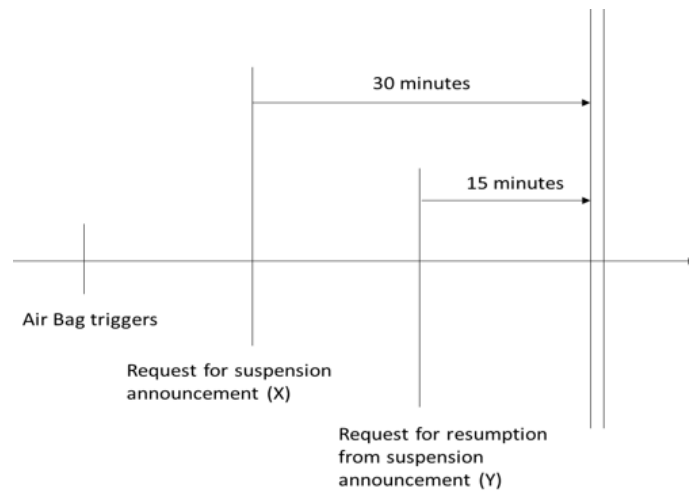 30 minutes
15 minutes
Air Bag triggers
Request for suspension
announcement (X)
Request for resumption
from suspension
announcement (Y)